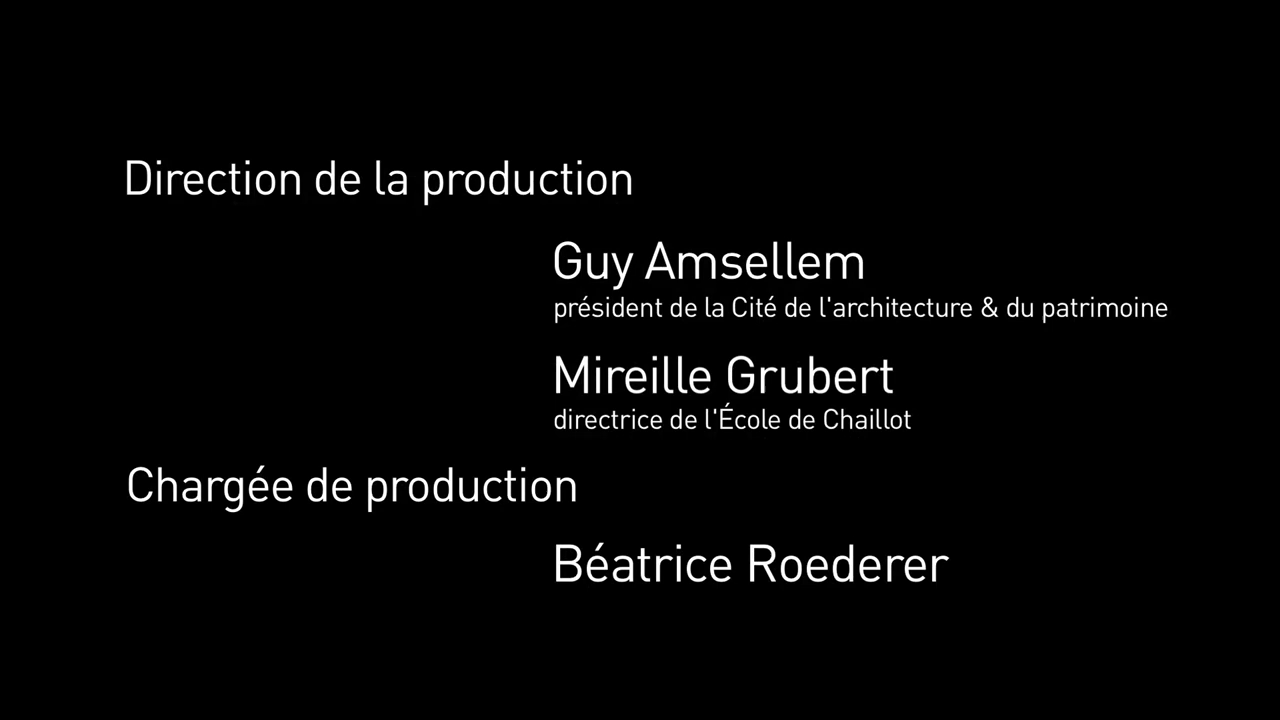 Direction de la production
Guy Amsellem
président de la Cité de l'architecture & du patrimoine
Mireille Grubert
directrice de l'École de Chaillot
Chargée de production
Béatrice Roederer